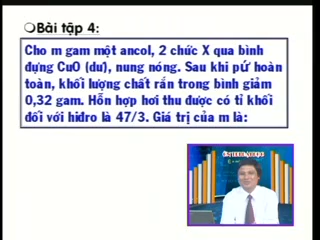 Bài tập 4:
Cho m gam một ancol, 2 chức X qua bình
đựng CuO (dư), nung nóng. Sau khi pứ hoàn
toàn, khối lượng chất rắn trong bình giảm
0,32 gam. Hỗn hợp hơi thu được có tỉ khối
đối với hiđro là 47/3. Giá trị của m là: